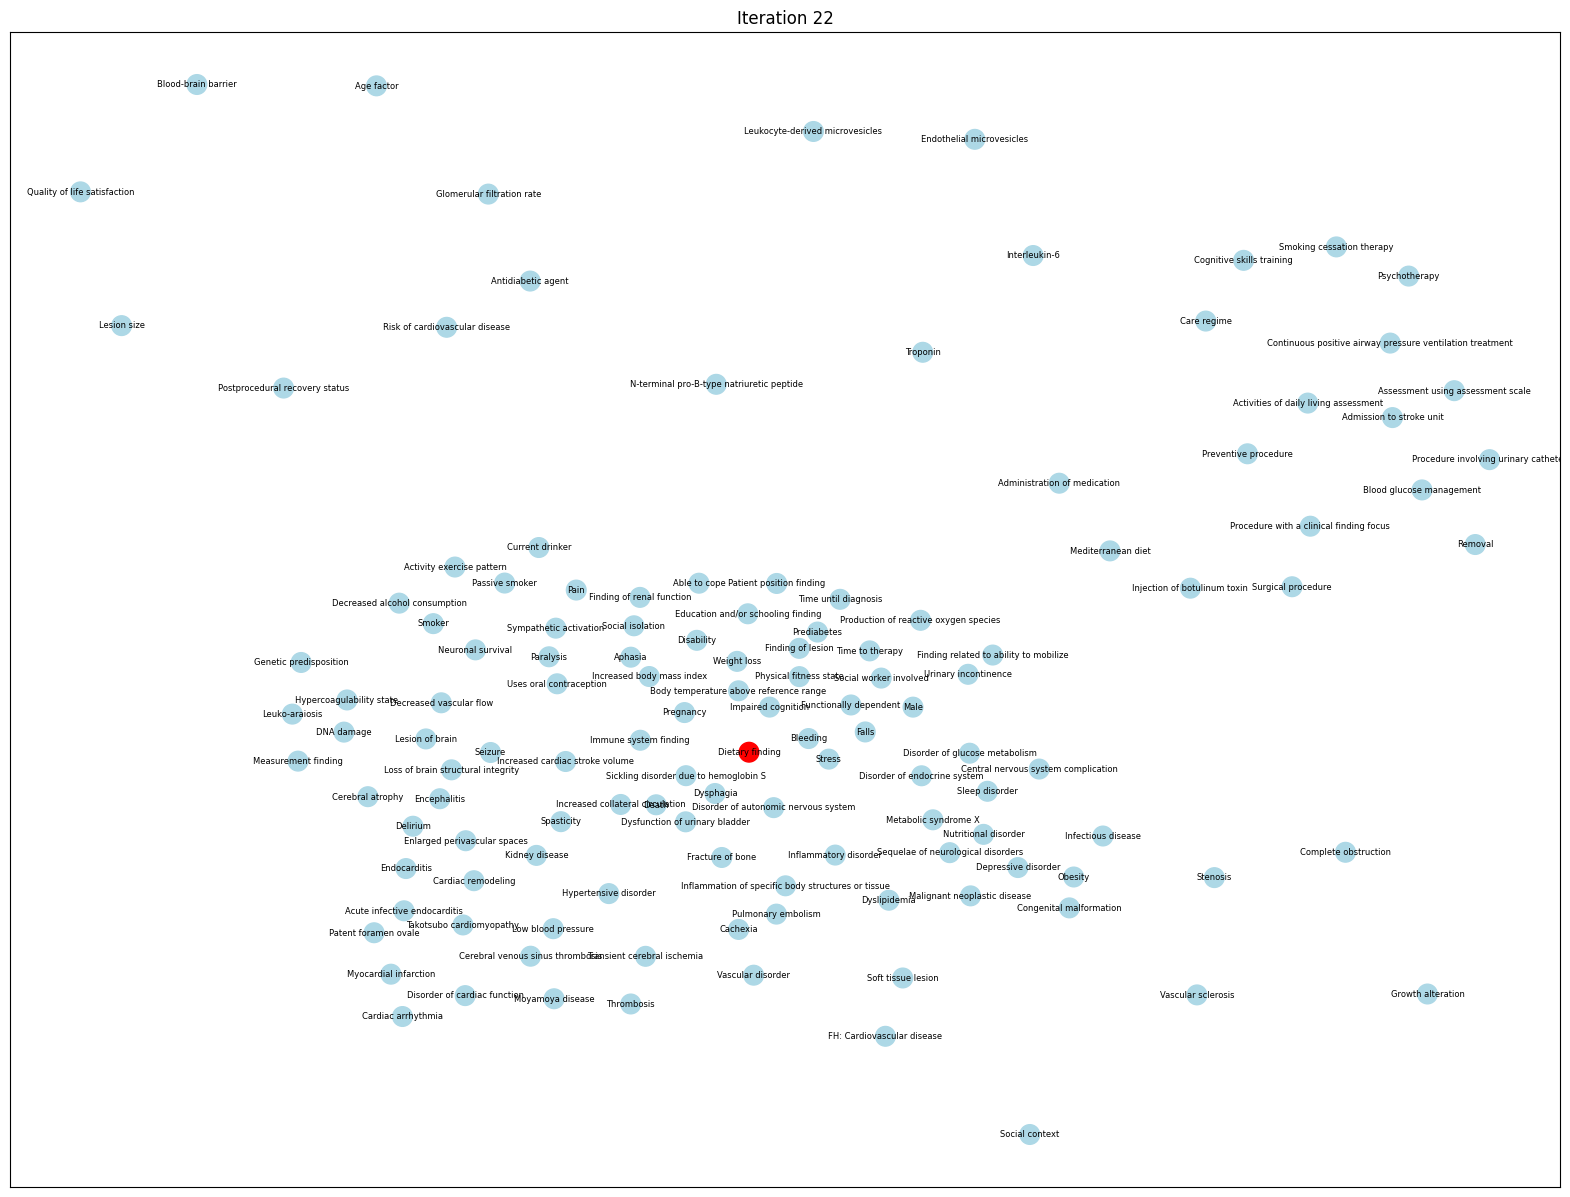 Iteration 22
Blood-brain barrier
Age factor
Leukocyte-derived microvesicles
Endothelial microvesicles
Quality of life satisfaction
Glomerular filtration rate
Smoking cessation therapy
Interleukin-6
Cognitive skills training
Psychotherapy
Antidiabetic agent
Care regime
Lesion size
Risk of cardiovascular disease
Continuous positive airway pressure ventilation treatment
Troponin
Postprocedural recovery status
N-terminal pro-B-type natriuretic peptide
Assessment using assessment scale
Activities of daily living assessment
Admission to stroke unit
Preventive procedure
Procedure involving urinary cathete
Administration of medication
Blood glucose management
Procedure with a clinical finding focus
Removal
Current drinker
Mediterranean diet
Activity exercise pattern
Passive smoker
Able to cope
Patient position finding
Pain
Injection of botulinum toxin
Surgical procedure
Finding of renal function
Time until diagnosis
Decreased alcohol consumption
Education and/or schooling finding
Production of reactive oxygen species
Smoker
Sympathetic activation
Social isolation
Prediabetes
Disability
Neuronal survival
Finding of lesion
Time to therapy
Finding related to ability to mobilize
Paralysis
Aphasia
Weight loss
Genetic predisposition
Urinary incontinence
Increased body mass index
Physical fitness state
Social worker involved
Uses oral contraception
Body temperature above reference range
Hypercoagulability state
Decreased vascular flow
Functionally dependent
Impaired cognition
Male
Leuko-araiosis
Pregnancy
DNA damage
Falls
Lesion of brain
Immune system finding
Bleeding
Seizure
Dietary finding
Disorder of glucose metabolism
Measurement finding
Increased cardiac stroke volume
Stress
Loss of brain structural integrity
Central nervous system complication
Sickling disorder due to hemoglobin S
Disorder of endocrine system
Sleep disorder
Dysphagia
Cerebral atrophy
Encephalitis
Increased collateral circulation
Death
Disorder of autonomic nervous system
Metabolic syndrome X
Spasticity
Dysfunction of urinary bladder
Delirium
Nutritional disorder
Infectious disease
Enlarged perivascular spaces
Sequelae of neurological disorders
Complete obstruction
Kidney disease
Fracture of bone
Inflammatory disorder
Endocarditis
Depressive disorder
Obesity
Stenosis
Cardiac remodeling
Inflammation of specific body structures or tissue
Hypertensive disorder
Malignant neoplastic disease
Dyslipidemia
Congenital malformation
Acute infective endocarditis
Pulmonary embolism
Takotsubo cardiomyopathy
Low blood pressure
Cachexia
Patent foramen ovale
Cerebral venous sinus thrombosis
Transient cerebral ischemia
Myocardial infarction
Vascular disorder
Soft tissue lesion
Disorder of cardiac function
Vascular sclerosis
Growth alteration
Moyamoya disease
Thrombosis
Cardiac arrhythmia
FH: Cardiovascular disease
Social context